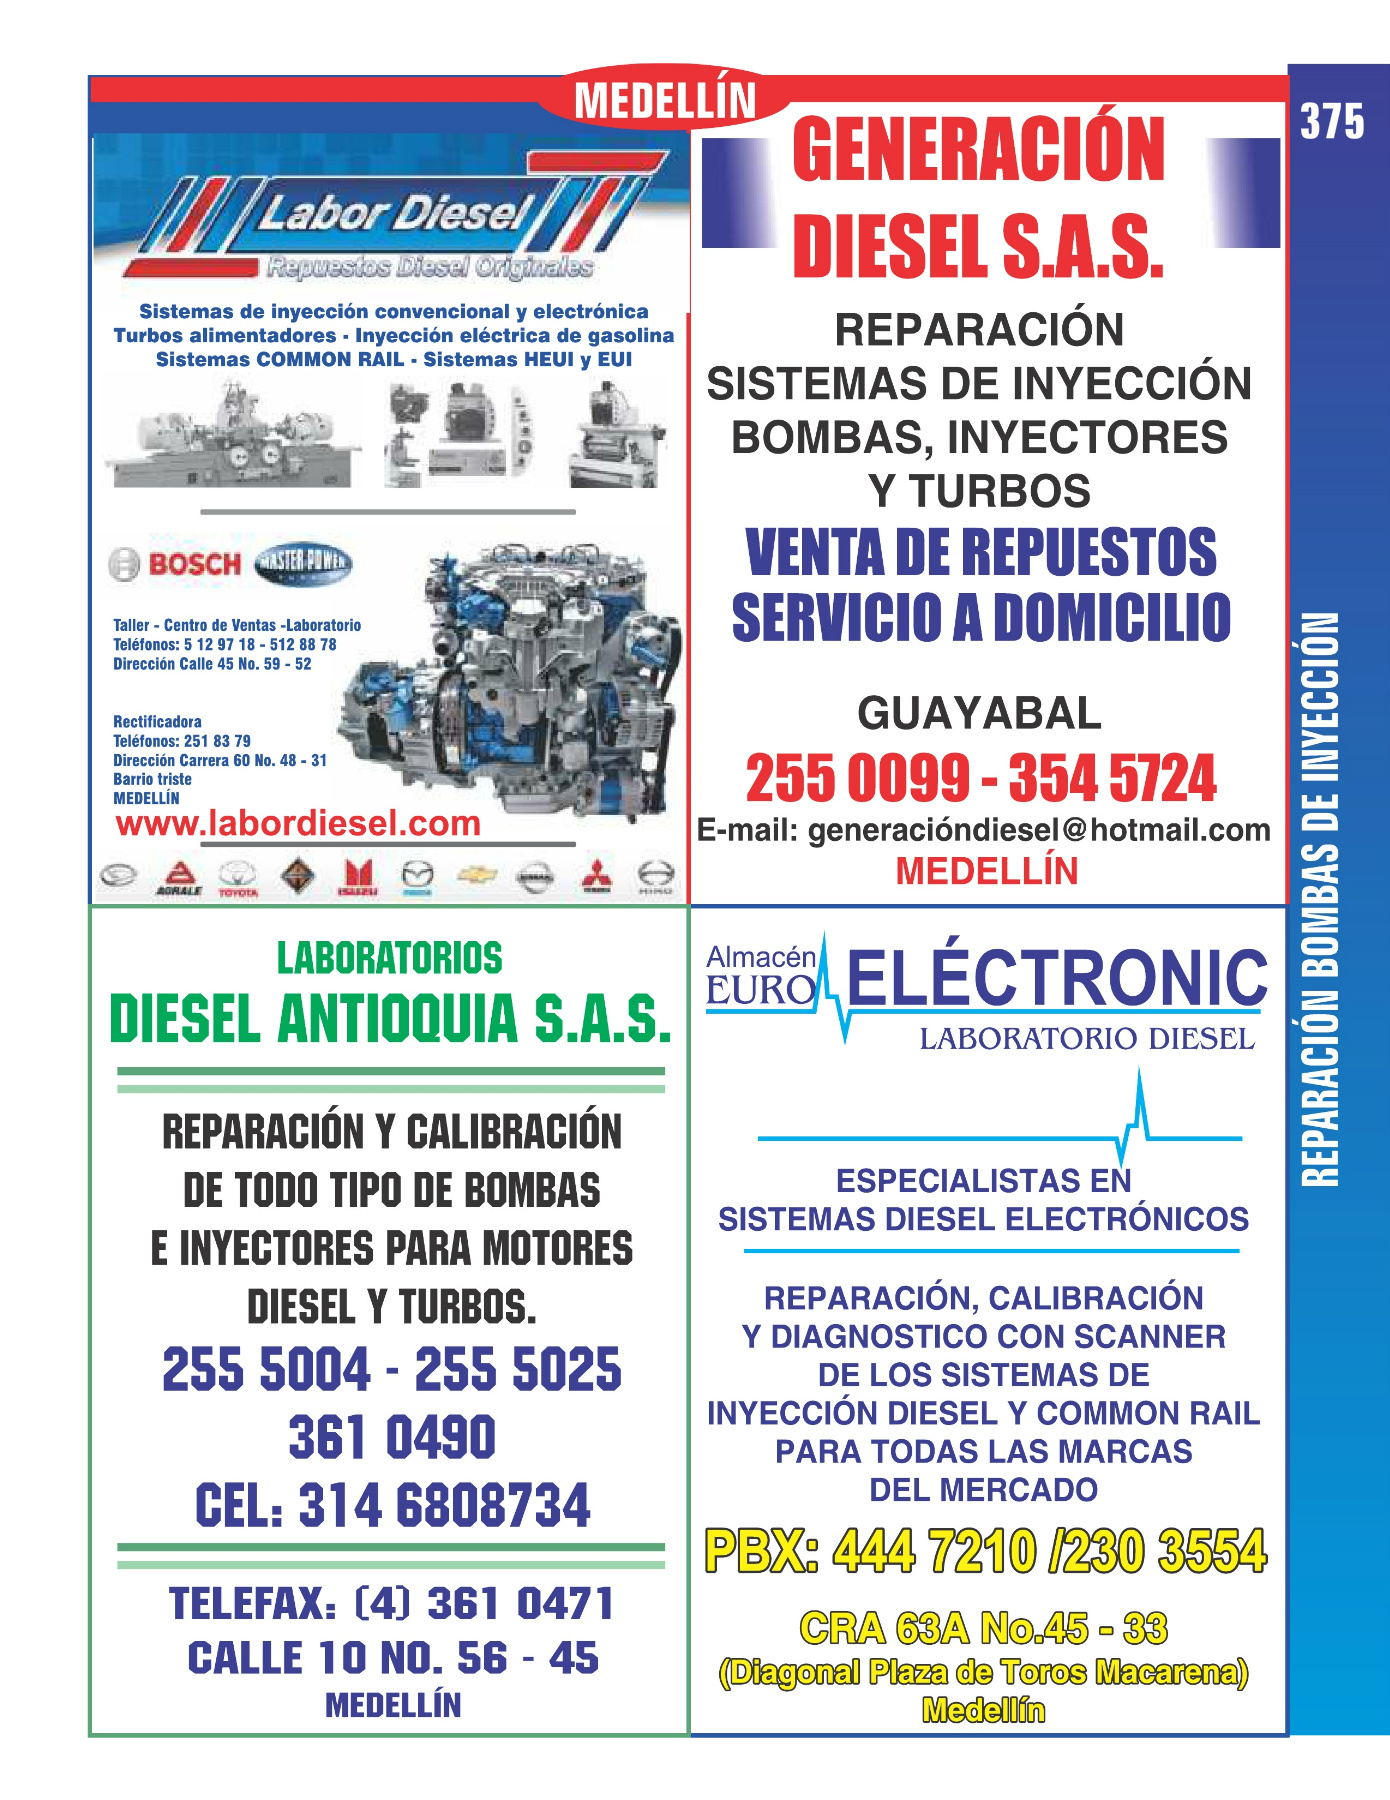 MEDELLÍN
375
Labor Diesel
Repuestos Diesel Originales
Sistemas de inyección convencional y electrónica
Turbos alimentadores - Inyección eléctrica de gasolina
Sistemas COMMON RAIL - Sistemas HEUI y EUI
BOSCH
MASTER POWER
Taller - Centro de Ventas -Laboratorio
Teléfonos: 5 12 97 18 - 512 88 78
Dirección Calle 45 No. 59 - 52
Rectificadora
Teléfonos: 251 83 79
Dirección Carrera 60 No. 48 - 31
Barrio triste
MEDELLÍN
www.labordiesel.com
AGRALE
TOYOTA
ISUZU
HINO
GENERACIÓN
DIESEL S.A.S.
REPARACIÓN
SISTEMAS DE INYECCIÓN
BOMBAS, INYECTORES
Y TURBOS
VENTA DE REPUESTOS
SERVICIO A DOMICILIO
GUAYABAL
255 0099 - 354 5724
E-mail: generacióndiesel@hotmail.com
MEDELLÍN
LABORATORIOS
DIESEL ANTIOQUIA S.A.S.
REPARACIÓN Y CALIBRACIÓN
DE TODO TIPO DE BOMBAS
E INYECTORES PARA MOTORES
DIESEL Y TURBOS.
255 5004 - 255 5025
361 0490
CEL: 314 6808734
TELEFAX: (4) 361 0471
CALLE 10 NO. 56 - 45
MEDELLÍN
Almacén
EURO ELÉCTRONIC
LABORATORIO DIESEL
ESPECIALISTAS EN
SISTEMAS DIESEL ELECTRÓNICOS
REPARACIÓN, CALIBRACIÓN
Y DIAGNOSTICO CON SCANNER
DE LOS SISTEMAS DE
INYECCIÓN DIESEL Y COMMON RAIL
PARA TODAS LAS MARCAS
DEL MERCADO
PBX: 444 7210 /230 3554
CRA 63A No.45 - 33
(Diagonal Plaza de Toros Macarena)
Medellín
REPARACIÓN BOMBAS DE INYECCIÓN